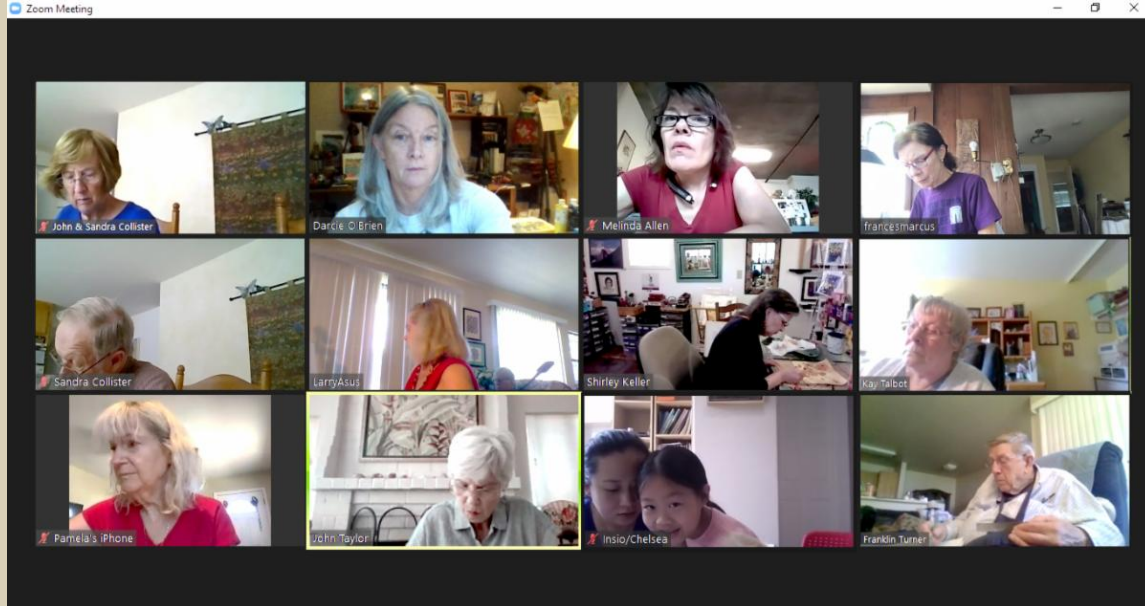 Zoom Meeting
John & Sandra Collister
Darcie O'Brien
Melinda Allen
francesmarcus
Sandra Collister
LarryAsus
Shirley Keller
Kay Talbot
Pamela's iPhone
John Taylor
Insio/Chelsea
Franklin Turner